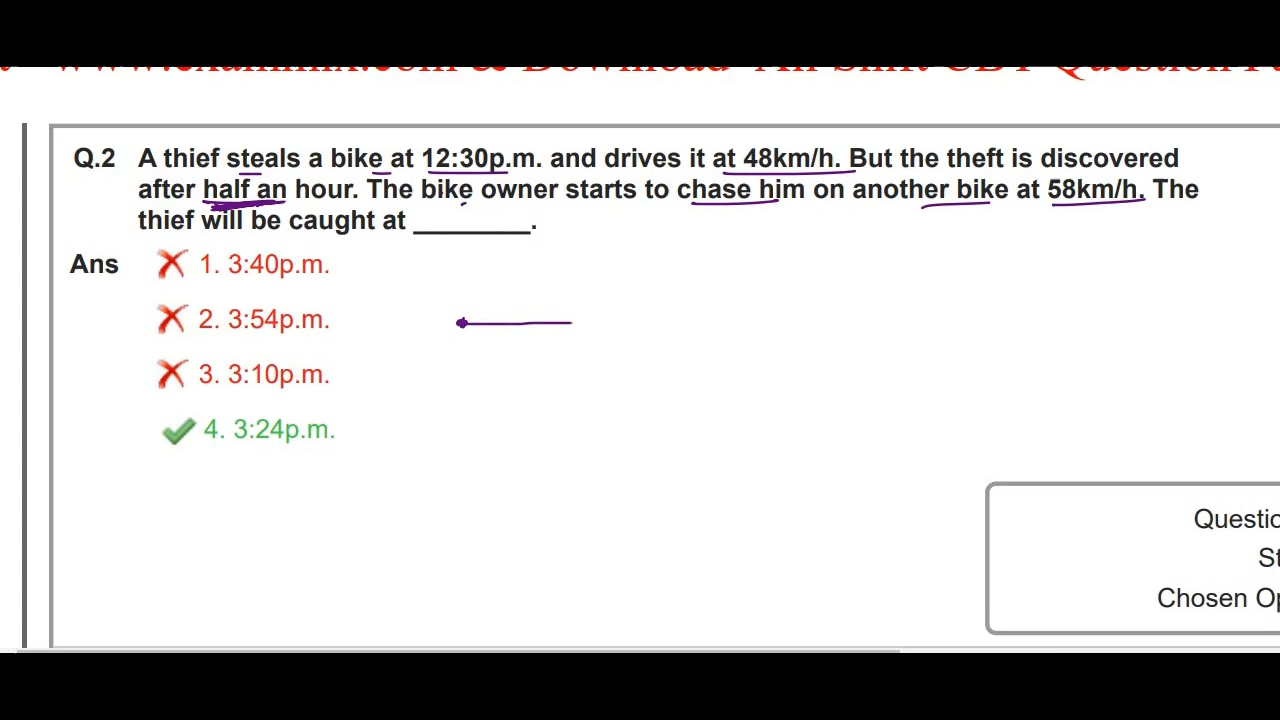 Q.2 A thief steals a bike at 12:30p.m. and drives it at 48km/h. But the theft is discovered
after half an hour. The bike owner starts to chase him on another bike at 58km/h. The
thief will be caught at ________.
Ans 1. 3:40p.m.
2. 3:54p.m.
3. 3:10p.m.
4. 3:24p.m.
Chosen